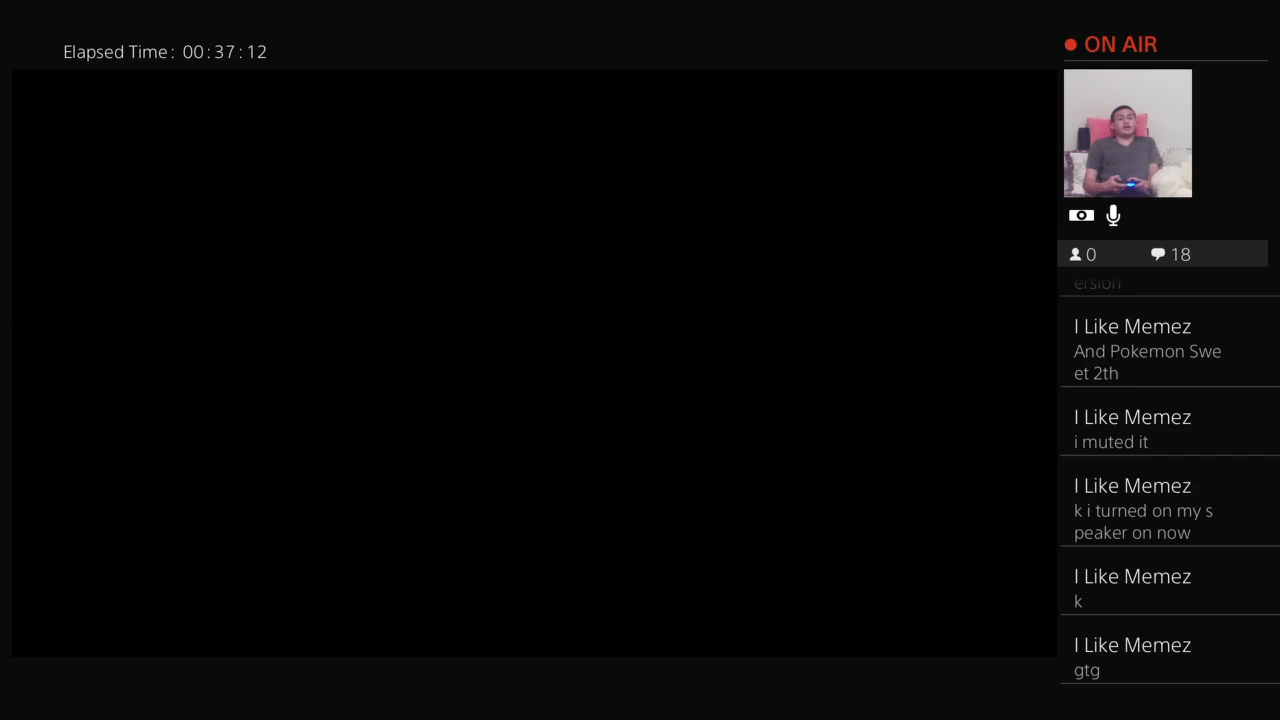 Elapsed Time: 00:37:12
ON AIR
0 18
ersion
I Like Memez
And Pokemon Swe
et 2th
I Like Memez
i muted it
I Like Memez
k i turned on my s
peaker on now
I Like Memez
k
I Like Memez
gtg